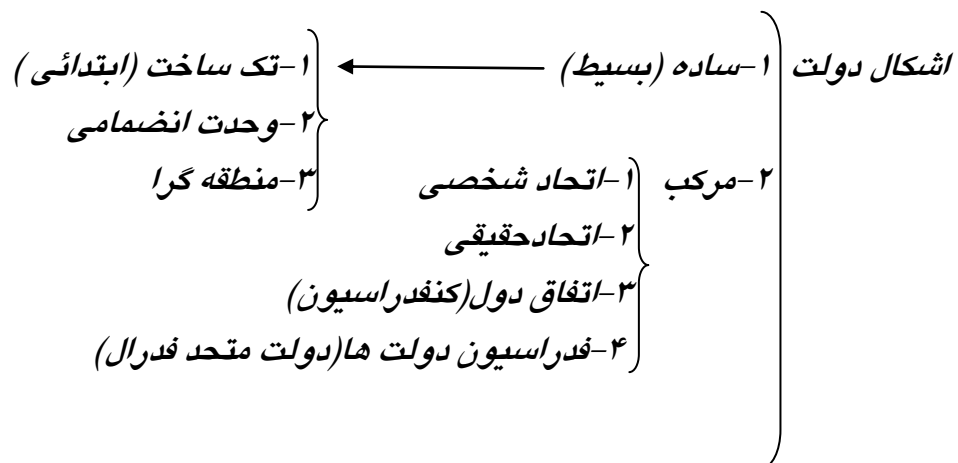 اشکال دولت ۱-ساده (بسیط) ۱-تک ساخت (ابتدائی )
۲-وحدت انضمامی
۲-مرکب ۱-اتحاد شخصی ۳-منطقه گرا
۲-اتحادحقیقی
۳-اتفاق دول(کنفدراسیون)
۴-فدراسیون دولت ها(دولت متحد فدرال)